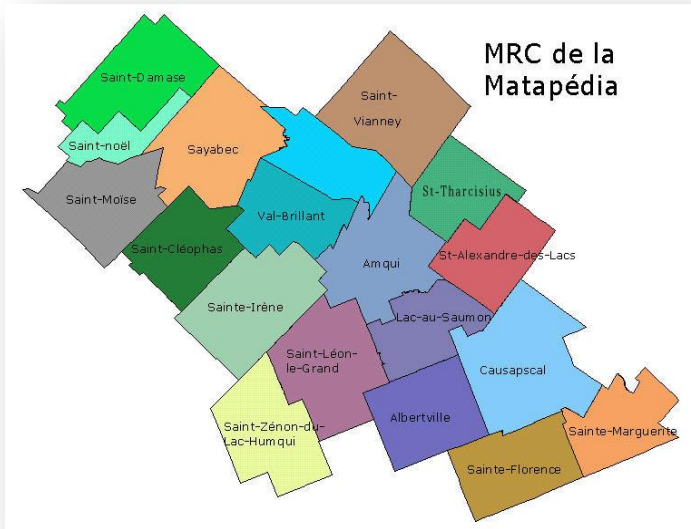 MRC de la
Matapédia
Saint-Damase
Saint-noël
Sayabec
Saint-
Vianney
Saint-Moïse
St-Tharcisius
Val-Brillant
Saint-Cléophas
St-Alexandre-des-Lacs
Amqui
Sainte-Irène
Lac-au-Saumon
Saint-Léon-
le-Grand
Causapscal
Albertville
Saint-Zénon-du-
Lac-Humqui
Sainte-Marguerite
Sainte-Florence